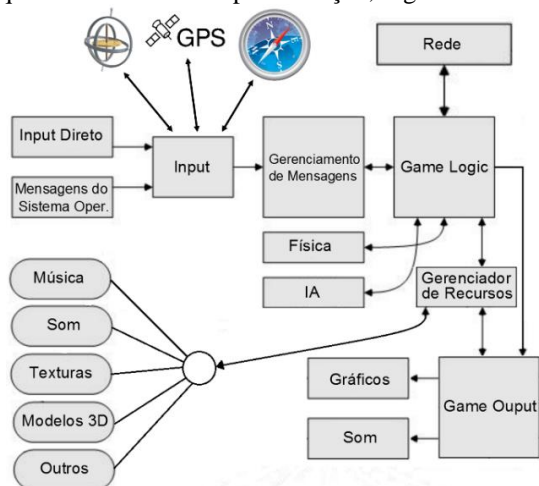 GPS
Rede
Input Direto
Input
Gerenciamento
de Mensagens
Game Logic
Mensagens do
Sistema Oper.
Física
IA
Gerenciador
de Recursos
Música
Som
Texturas
Modelos 3D
Outros
Gráficos
Som
Game Ouput